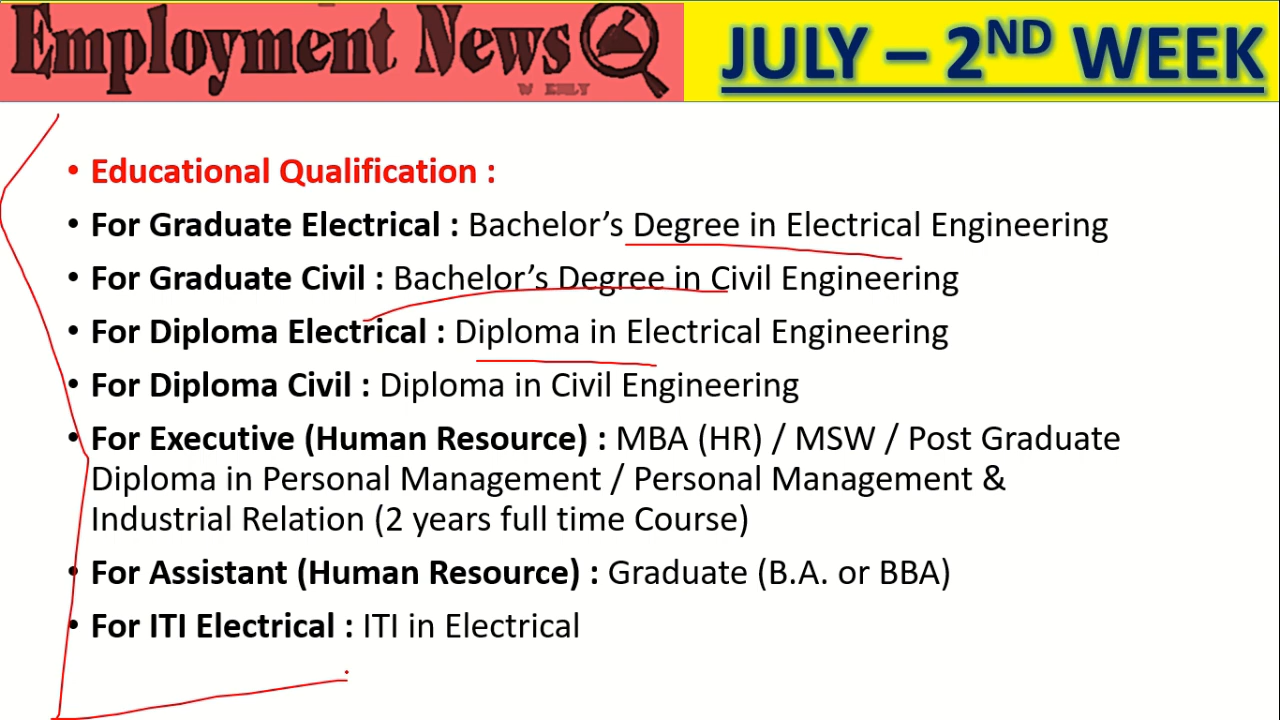 Employment News
WEEKLY
JULY – 2ND WEEK
• Educational Qualification :
• For Graduate Electrical : Bachelor’s Degree in Electrical Engineering
• For Graduate Civil : Bachelor’s Degree in Civil Engineering
• For Diploma Electrical : Diploma in Electrical Engineering
• For Diploma Civil : Diploma in Civil Engineering
• For Executive (Human Resource) : MBA (HR) / MSW / Post Graduate
Diploma in Personal Management / Personal Management &
Industrial Relation (2 years full time Course)
• For Assistant (Human Resource) : Graduate (B.A. or BBA)
• For ITI Electrical : ITI in Electrical